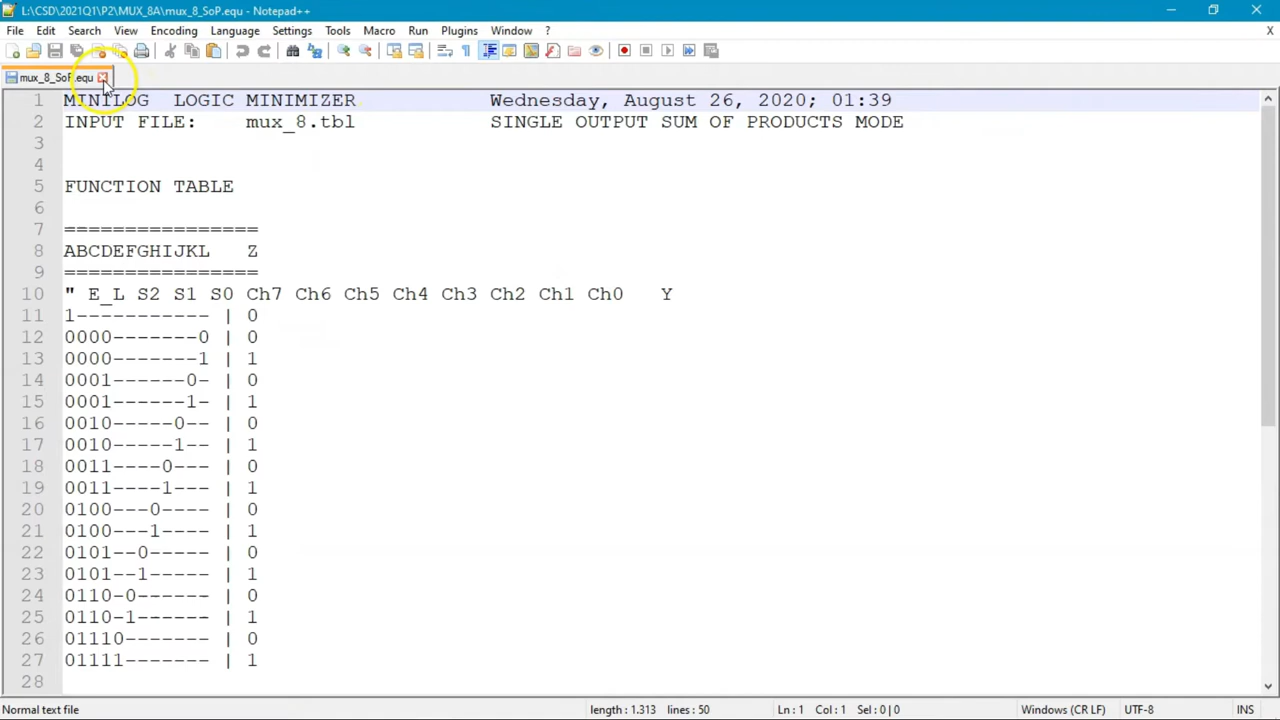 L:\CSD\2021Q1\P2\MUX_8A\mux_8_SoP.equ - Notepad++
File Edit Search View Encoding Language Settings Tools Macro Run Plugins Window ? X
mux_8_SoP.equ
1 MINILOG LOGIC MINIMIZER Wednesday, August 26, 2020; 01:39
2 INPUT FILE: mux_8.tbl SINGLE OUTPUT SUM OF PRODUCTS MODE
3
4
5 FUNCTION TABLE
6
7 ================
8 ABCDEFGHIJKL Z
9 ================
10 " E_L S2 S1 S0 Ch7 Ch6 Ch5 Ch4 Ch3 Ch2 Ch1 Ch0 Y
11 1----------- | 0
12 0000-------0 | 0
13 0000-------1 | 1
14 0001------0- | 0
15 0001------1- | 1
16 0010-----0-- | 0
17 0010-----1-- | 1
18 0011----0--- | 0
19 0011----1--- | 1
20 0100---0---- | 0
21 0100---1---- | 1
22 0101--0----- | 0
23 0101--1----- | 1
24 0110-0------ | 0
25 0110-1------ | 1
26 01110------- | 0
27 01111------- | 1
28
Normal text file length : 1.313 lines : 50 Ln : 1 Col : 1 Sel : 0 | 0 Windows (CR LF) UTF-8 INS